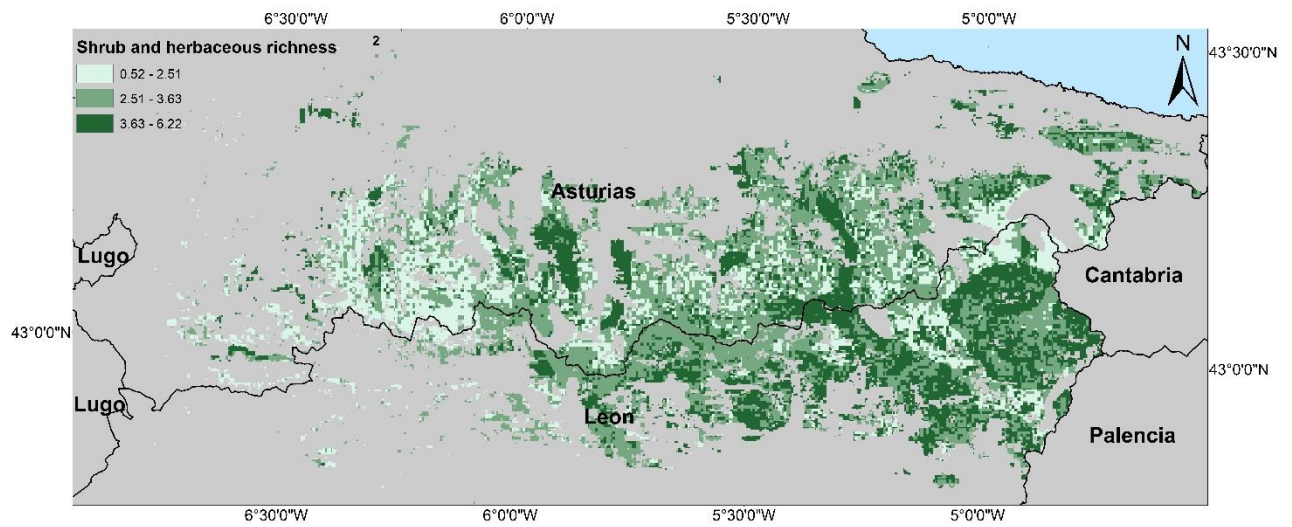 6°30'0"W 6°0'0"W 5°30'0"W 5°0'0"W
Shrub and herbaceous richness
2
0.52 - 2.51
2.51 - 3.63
3.63 - 6.22
N
43°30'0"N
Asturias
Lugo
Cantabria
43°0'0"N
43°0'0"N
Lugo
Leon
Palencia
6°30'0"W 6°0'0"W 5°30'0"W 5°0'0"W